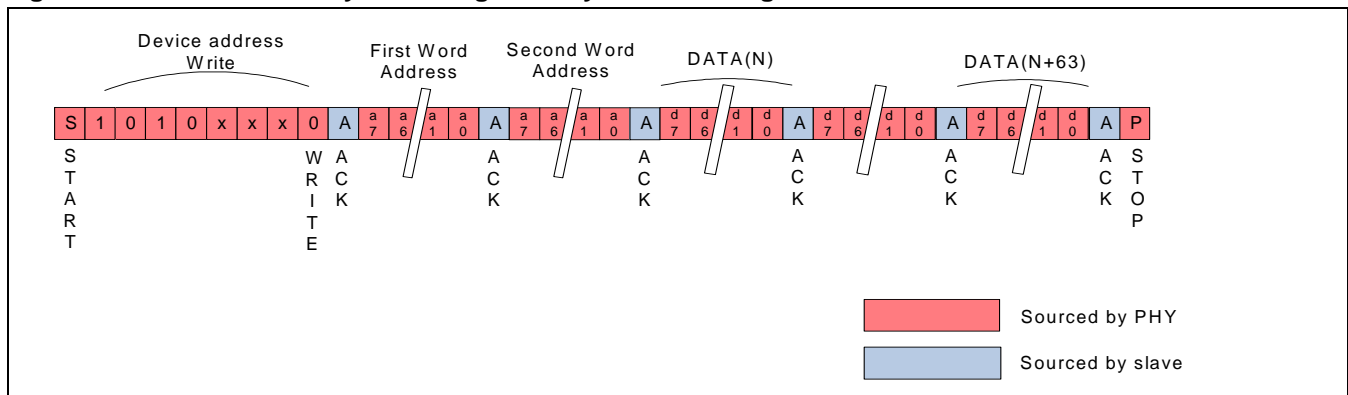 Device address
Write
First Word
Address
Second Word
Address
DATA(N)
DATA(N+63)
S 1 0 1 0 x x x 0 A a7 a6 a1 a0 A a7 a6 a1 a0 A d7 d6 d1 d0 A d7 d6 d1 d0 A d7 d6 d1 d0 A P
START
WRITE
ACK
ACK
ACK
ACK
ACK
ACK
STOP
Sourced by PHY
Sourced by slave